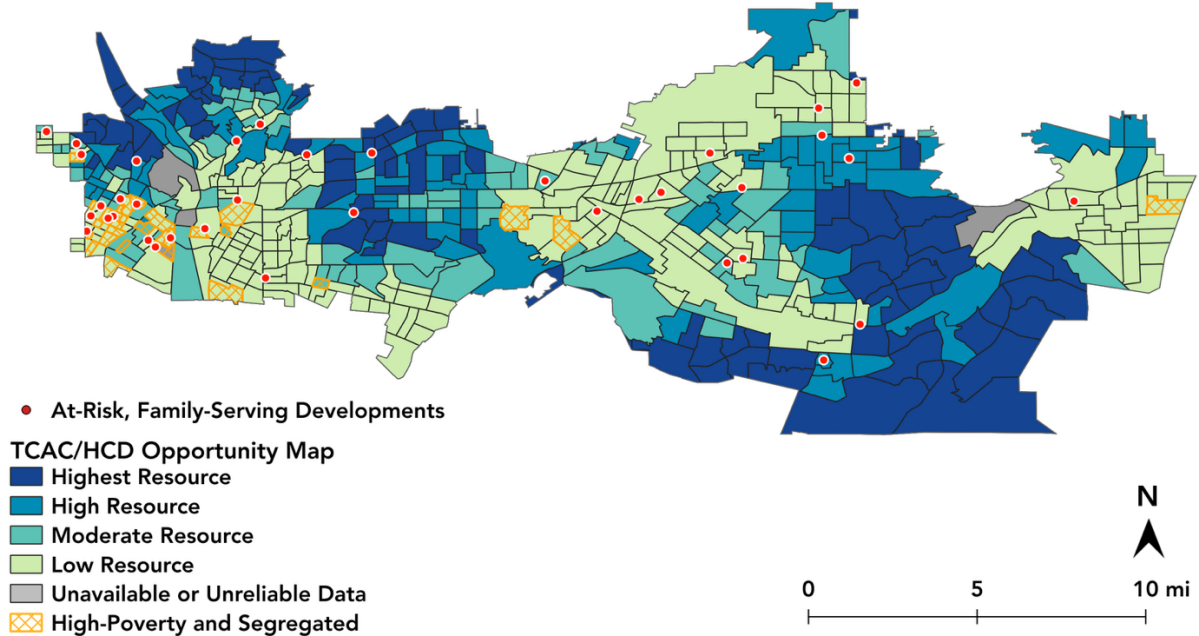 At-Risk, Family-Serving Developments
TCAC/HCD Opportunity Map
Highest Resource
High Resource
Moderate Resource
Low Resource
Unavailable or Unreliable Data
High-Poverty and Segregated
N
0 5 10 mi